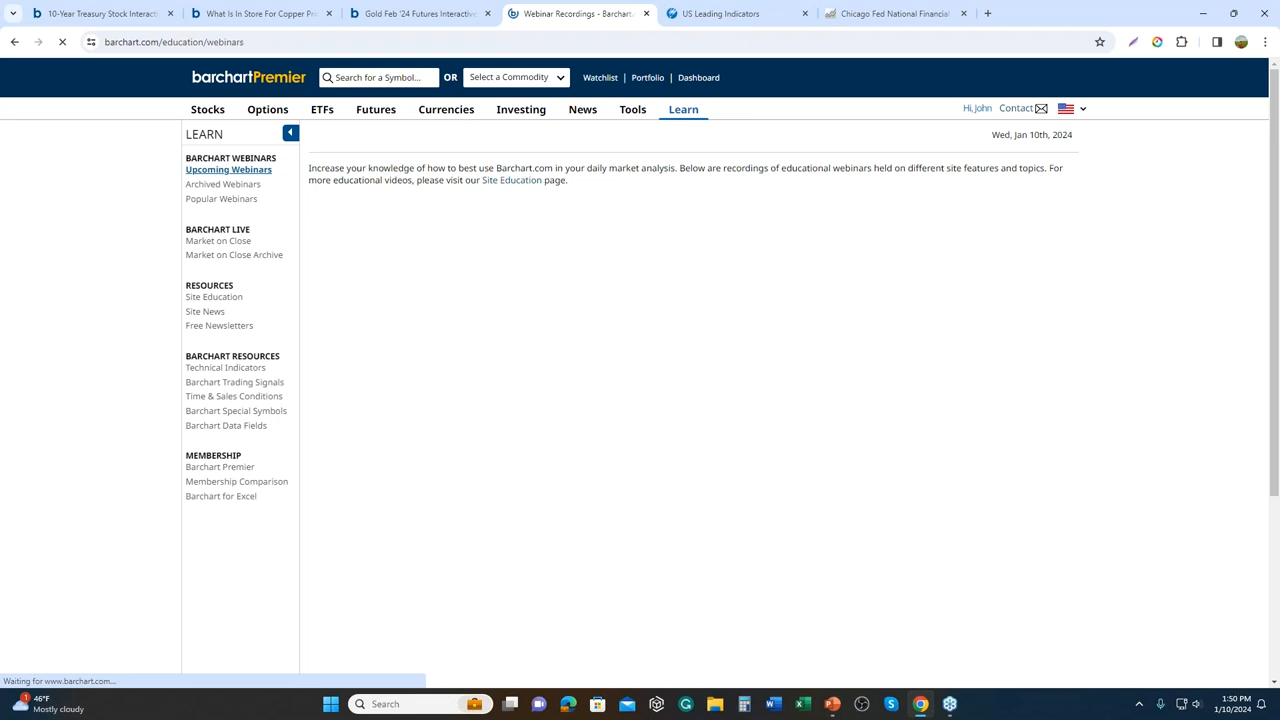 10-Year Treasury Stock Interacti
What Is In Store For Copper Pri
Gold Feb '24 Futures Interactive
Webinar Recordings - Barchart.
US Leading Indicators
Chicago Fed National Financial
barchart.com/education/webinars
barchartPremier
Search for a Symbol...
OR
Select a Commodity
Watchlist | Portfolio | Dashboard
Stocks Options ETFs Futures Currencies Investing News Tools Learn
Hi, John Contact
LEARN
Wed, Jan 10th, 2024
BARCHART WEBINARS
Upcoming Webinars
Archived Webinars
Popular Webinars
BARCHART LIVE
Market on Close
Market on Close Archive
RESOURCES
Site Education
Site News
Free Newsletters
BARCHART RESOURCES
Technical Indicators
Barchart Trading Signals
Time & Sales Conditions
Barchart Special Symbols
Barchart Data Fields
MEMBERSHIP
Barchart Premier
Membership Comparison
Barchart for Excel
Increase your knowledge of how to best use Barchart.com in your daily market analysis. Below are recordings of educational webinars held on different site features and topics. For
more educational videos, please visit our Site Education page.
Waiting for www.barchart.com...
1
46°F
Mostly cloudy
Search
1:50 PM
1/10/2024